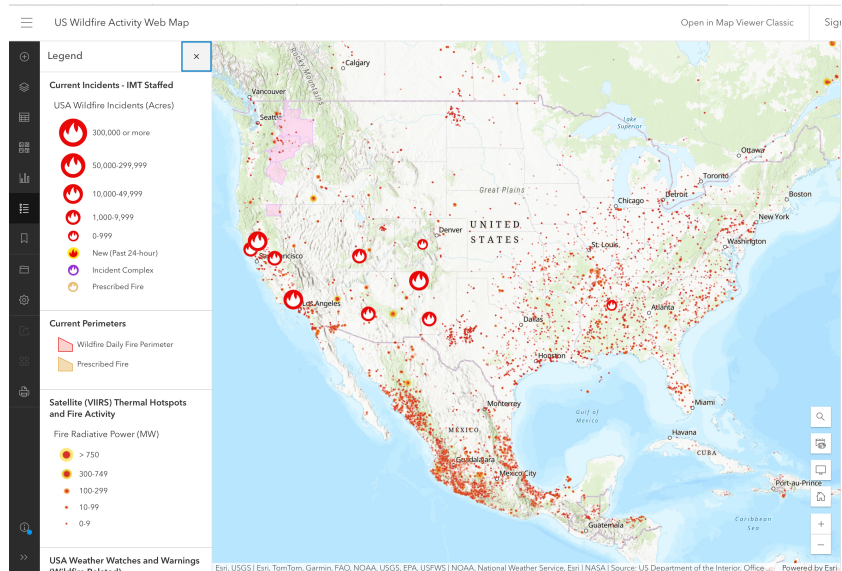 US Wildfire Activity Web Map
Open in Map Viewer Classic
Sign
Legend
Current Incidents - IMT Staffed
USA Wildfire Incidents (Acres)
300,000 or more
50,000-299,999
10,000-49,999
1,000-9,999
0-999
New (Past 24-hour)
Incident Complex
Prescribed Fire
Current Perimeters
Wildfire Daily Fire Perimeter
Prescribed Fire
Satellite (VIIRS) Thermal Hotspots
and Fire Activity
Fire Radiative Power (MW)
> 750
300-749
100-299
10-99
0-9
USA Weather Watches and Warnings
(Wildfire Related)
Rocky Mountains
Calgary
Vancouver
Seatt
Lake
Superior
Ottawa
Toronto
Great Plains
Chicago
Detroit
Boston
New York
Denver
UNITED
STATES
St. Louis
Washington
San Francisco
Los Angeles
Dallas
Atlanta
Houston
Monterrey
Gulf of
Mexico
Miami
MÉXICO
Havana
CUBA
Guadalajara
Mexico City
Port-au-Prince
Guatemala
Caribbean
Sea
Esri, USGS | Esri, TomTom, Garmin, FAO, NOAA, USGS, EPA, USFWS | NOAA, National Weather Service, Esri | NASA | Source: US Department of the Interior, Office ...
Powered by Esri